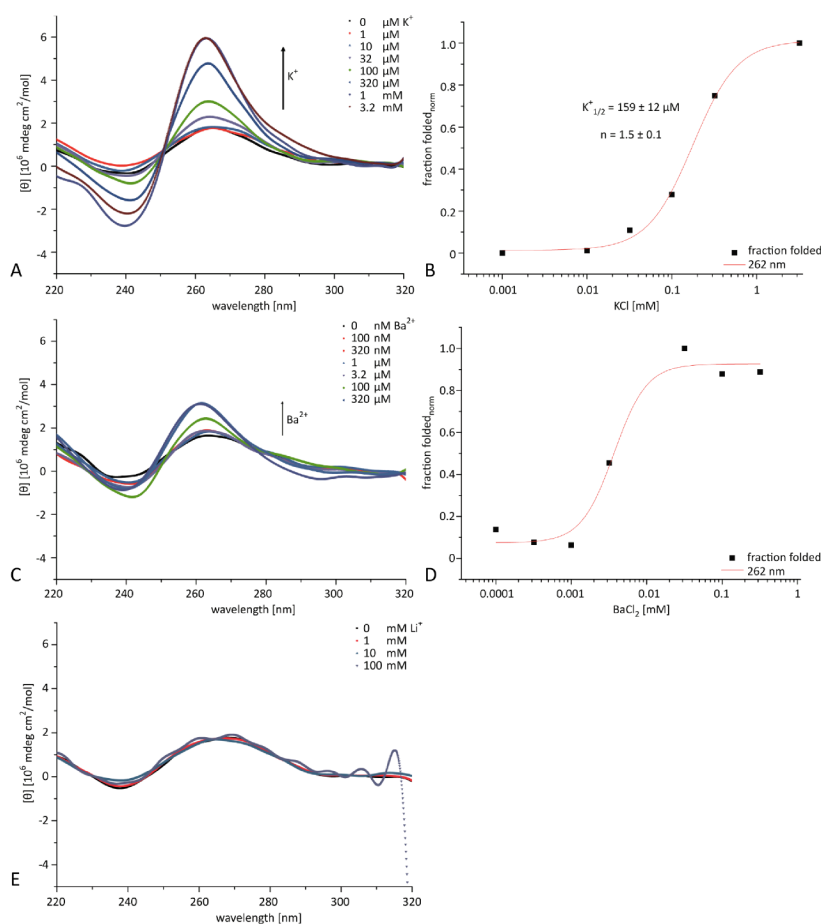 6
4
2
0
-2
-4
220 240 260 280 300 320
wavelength [nm]
[θ] [10⁶ mdeg cm²/mol]
0 µM K⁺
1 µM
10 µM
32 µM
100 µM
320 µM
1 mM
3.2 mM
K⁺
A
1.0
0.8
0.6
0.4
0.2
0
0.001 0.01 0.1 1
KCl [mM]
fraction folded_norm
K⁺₁/₂ = 159 ± 12 µM
n = 1.5 ± 0.1
fraction folded
262 nm
B
6
4
2
0
-2
-4
220 240 260 280 300 320
wavelength [nm]
[θ] [10⁶ mdeg cm²/mol]
0 nM Ba²⁺
100 nM
320 nM
1 µM
3.2 µM
100 µM
320 µM
Ba²⁺
C
1.0
0.8
0.6
0.4
0.2
0
0.0001 0.001 0.01 0.1 1
BaCl₂ [mM]
fraction folded_norm
fraction folded
262 nm
D
6
4
2
0
-2
-4
220 240 260 280 300 320
wavelength [nm]
[θ] [10⁶ mdeg cm²/mol]
0 mM Li⁺
1 mM
10 mM
100 mM
E